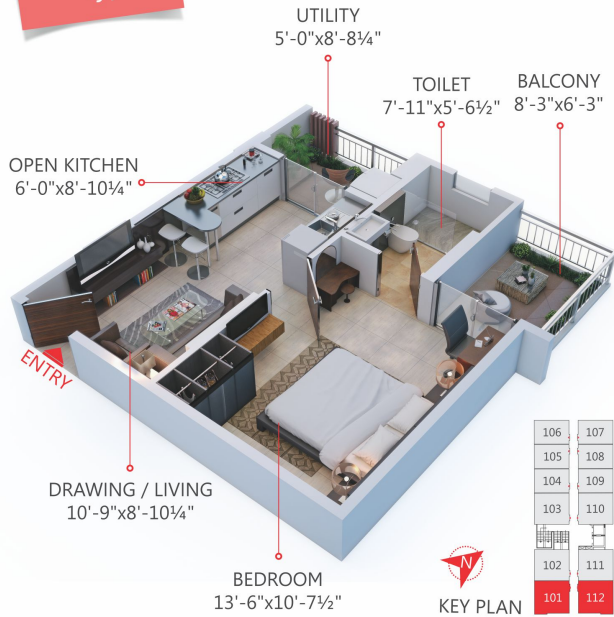 UTILITY
5'-0"x8'-8¼"
TOILET
7'-11"x5'-6½"
BALCONY
8'-3"x6'-3"
OPEN KITCHEN
6'-0"x8'-10¼"
ENTRY
DRAWING / LIVING
10'-9"x8'-10¼"
BEDROOM
13'-6"x10'-7½"
N
KEY PLAN
106 107
105 108
104 109
103 110
102 111
101 112